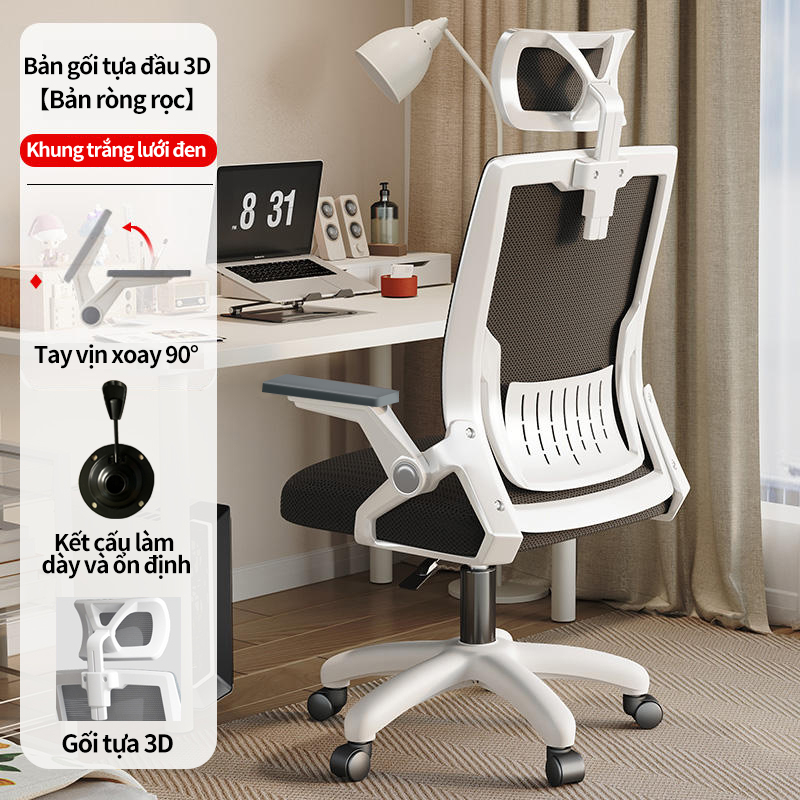 Bản gối tựa đầu 3D
【Bản ròng rọc】
Khung trắng lưới đen
Tay vịn xoay 90°
Kết cấu làm
dày và ổn định
Gối tựa 3D
PM 8 31